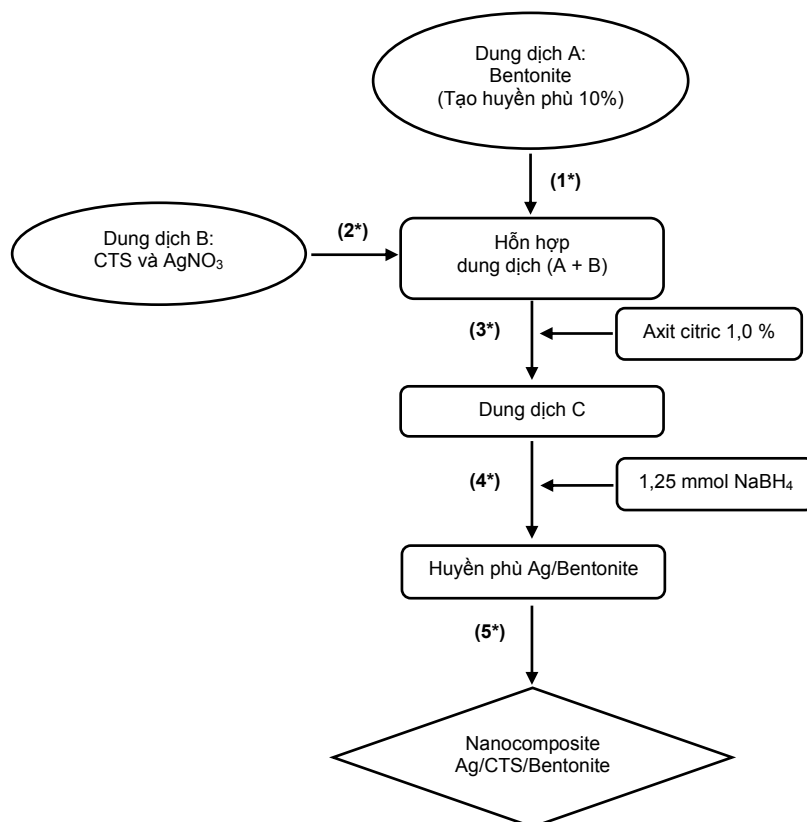 Dung dịch A:
Bentonite
(Tạo huyền phù 10%)
(1*)
Dung dịch B:
CTS và AgNO₃
(2*)
Hỗn hợp
dung dịch (A + B)
(3*)
Axit citric 1,0 %
Dung dịch C
(4*)
1,25 mmol NaBH₄
Huyền phù Ag/Bentonite
(5*)
Nanocomposite
Ag/CTS/Bentonite